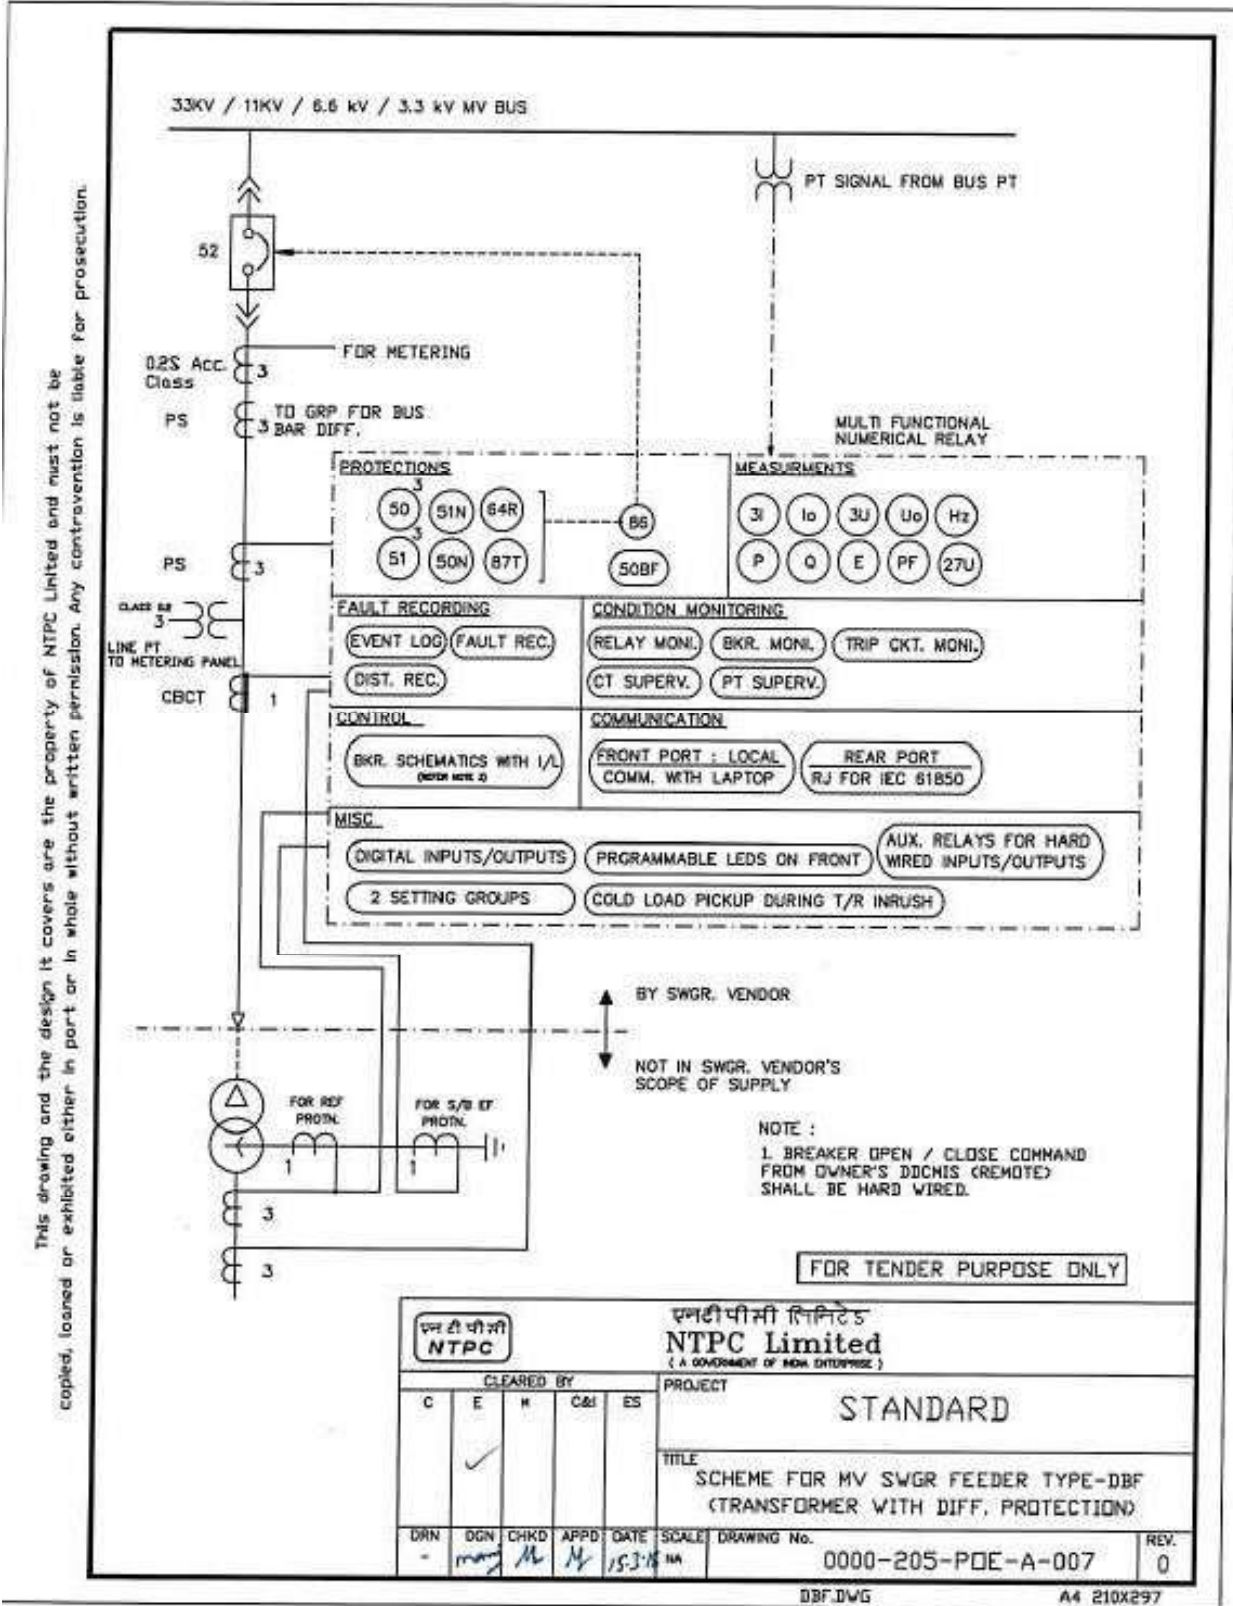 This drawing and the design it covers are the property of NTPC Limited and must not be
copied, loaned or exhibited either in part or in whole without written permission. Any contravention is liable for prosecution.
33KV / 11KV / 6.6 kV / 3.3 kV MV BUS
PT SIGNAL FROM BUS PT
52
FOR METERING
0.2S Acc.
Class
3
PS
3
TO GRP FOR BUS
BAR DIFF.
MULTI FUNCTIONAL
NUMERICAL RELAY
PROTECTIONS
MEASURMENTS
3
50
51N
64R
86
3
51
50N
87T
50BF
3I
Io
3U
Uo
Hz
P
Q
E
PF
27U
PS
3
CLASS 0.2
3
LINE PT
TO METERING PANEL
CBCT
1
FAULT RECORDING
EVENT LOG
FAULT REC.
DIST. REC.
CONDITION MONITORING
RELAY MONI.
BKR. MONI.
TRIP CKT. MONI.
CT SUPERV.
PT SUPERV.
CONTROL
BKR. SCHEMATICS WITH I/L
(REFER NOTE 2)
COMMUNICATION
FRONT PORT : LOCAL
COMM. WITH LAPTOP
REAR PORT
RJ FOR IEC 61850
MISC
DIGITAL INPUTS/OUTPUTS
PRGRAMMABLE LEDS ON FRONT
AUX. RELAYS FOR HARD
WIRED INPUTS/OUTPUTS
2 SETTING GROUPS
COLD LOAD PICKUP DURING T/R INRUSH
BY SWGR. VENDOR
NOT IN SWGR. VENDOR'S
SCOPE OF SUPPLY
FOR REF
PROTN.
1
FOR S/B EF
PROTN.
1
3
3
NOTE :
1. BREAKER OPEN / CLOSE COMMAND
FROM OWNER'S DDCMIS (REMOTE)
SHALL BE HARD WIRED.
FOR TENDER PURPOSE ONLY
एनटीपीसी
NTPC
एनटीपीसी लिमिटेड
NTPC Limited
( A GOVERNMENT OF INDIA ENTERPRISE )
CLEARED BY
C
E
M
C&I
ES
PROJECT
STANDARD
TITLE
SCHEME FOR MV SWGR FEEDER TYPE-DBF
(TRANSFORMER WITH DIFF. PROTECTION)
DRN
DGN
CHKD
APPD
DATE
SCALE
DRAWING No.
REV.
-
NA
0000-205-POE-A-007
0
DBF.DWG
A4 210X297